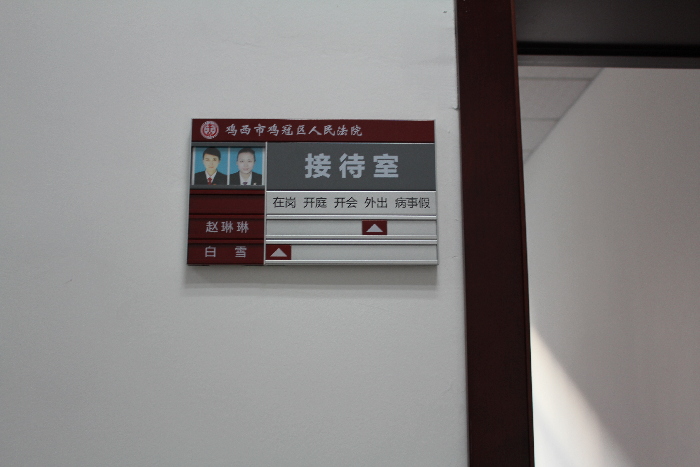 鸡西市鸡冠区人民法院
接待室
在岗 开庭 开会 外出 病事假
赵琳琳
白 雪